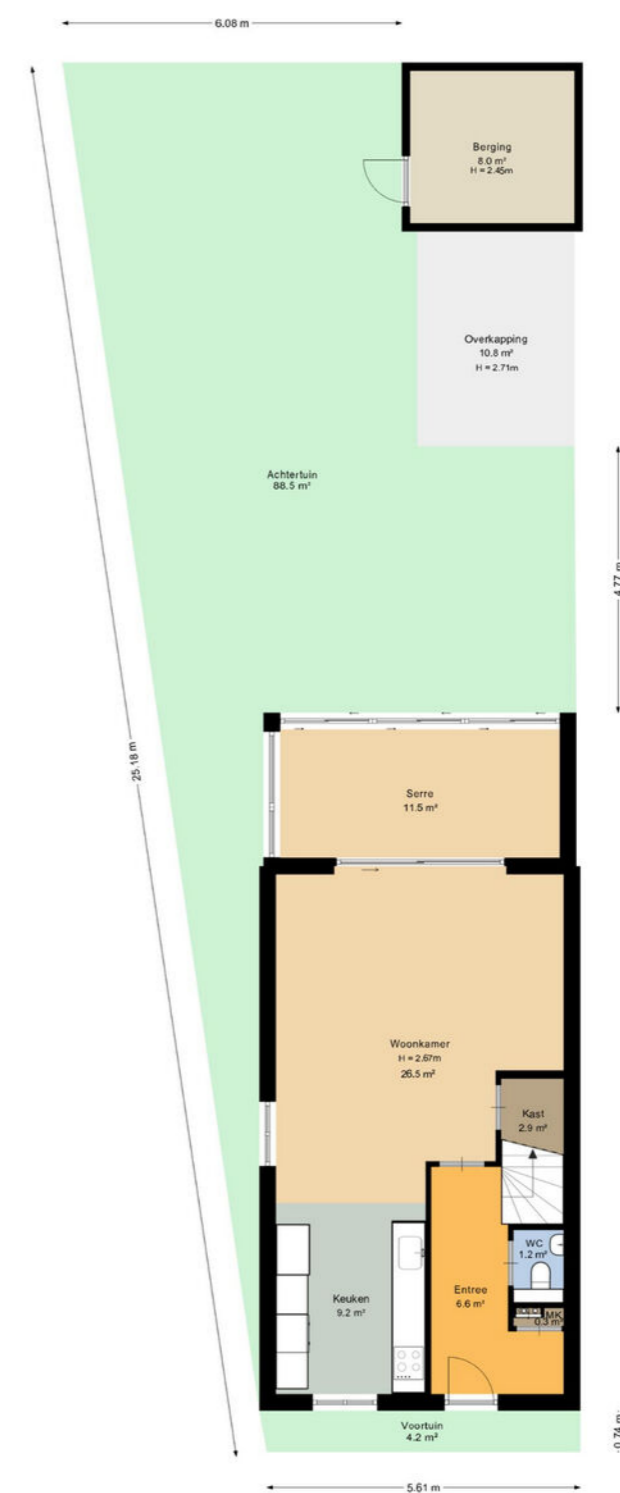 6.08 m
Berging
8.0 m²
H = 2.45m
Overkapping
10.8 m²
H = 2.71m
Achtertuin
88.5 m²
4.77 m
25.18 m
Serre
11.5 m²
Woonkamer
H = 2.67m
26.5 m²
Kast
2.9 m²
WC
1.2 m²
Keuken
9.2 m²
Entree
6.6 m²
MK
0.3 m²
Voortuin
4.2 m²
0.74 m
5.61 m